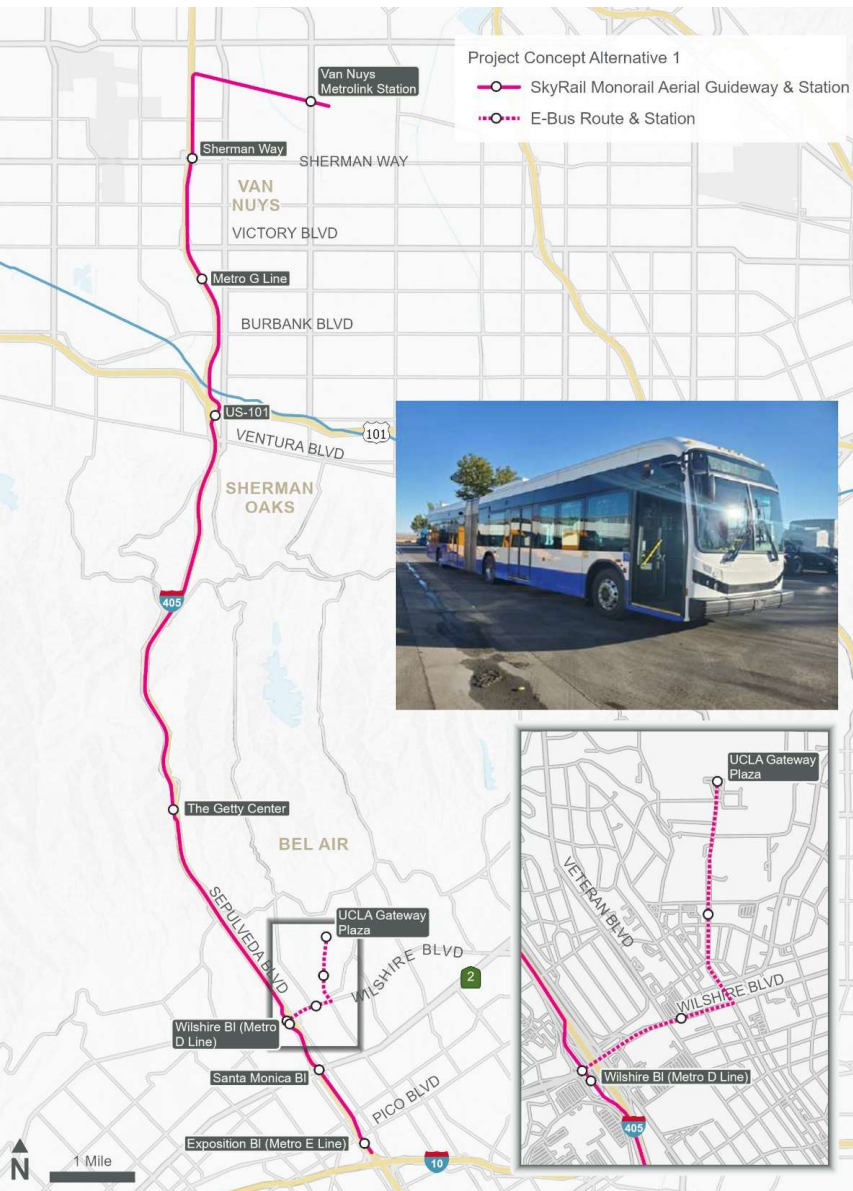 Project Concept Alternative 1
SkyRail Monorail Aerial Guideway & Station
E-Bus Route & Station
Van Nuys
Metrolink Station
Sherman Way
SHERMAN WAY
VAN
NUYS
VICTORY BLVD
Metro G Line
BURBANK BLVD
US-101
101
VENTURA BLVD
SHERMAN
OAKS
405
The Getty Center
BEL AIR
SEPULVEDA BLVD
UCLA Gateway
Plaza
WILSHIRE BLVD
2
Wilshire Bl (Metro
D Line)
Santa Monica Bl
PICO BLVD
Exposition Bl (Metro E Line)
10
N
1 Mile
UCLA Gateway
Plaza
VETERAN BLVD
WILSHIRE BLVD
Wilshire Bl (Metro D Line)
405